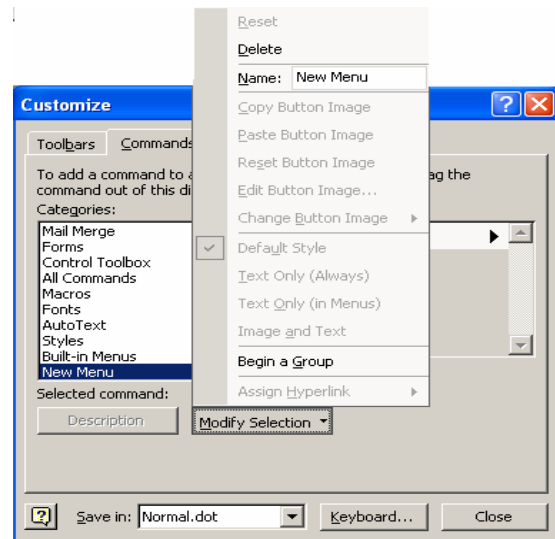 Reset
Delete
Name: New Menu
Customize
Copy Button Image
Paste Button Image
Reset Button Image
Edit Button Image...
Change Button Image
Default Style
Text Only (Always)
Text Only (in Menus)
Image and Text
Begin a Group
Assign Hyperlink
Toolbars Commands
To add a command to a ag the
command out of this di
Categories:
Mail Merge
Forms
Control Toolbox
All Commands
Macros
Fonts
AutoText
Styles
Built-in Menus
New Menu
Selected command:
Description Modify Selection
Save in: Normal.dot Keyboard... Close